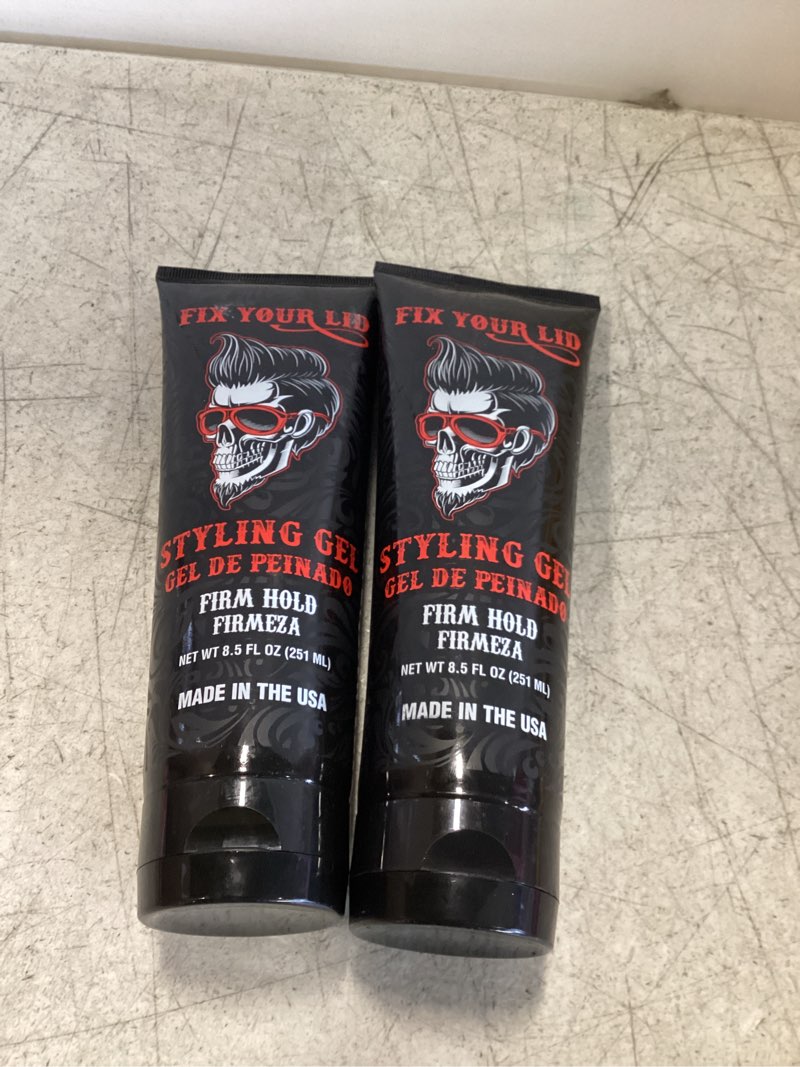 FIX YOUR LID
STYLING GEL
GEL DE PEINADO
FIRM HOLD
FIRMEZA
NET WT 8.5 FL OZ (251 ML)
MADE IN THE USA
FIX YOUR LID
STYLING GEL
GEL DE PEINADO
FIRM HOLD
FIRMEZA
NET WT 8.5 FL OZ (251 ML)
MADE IN THE USA